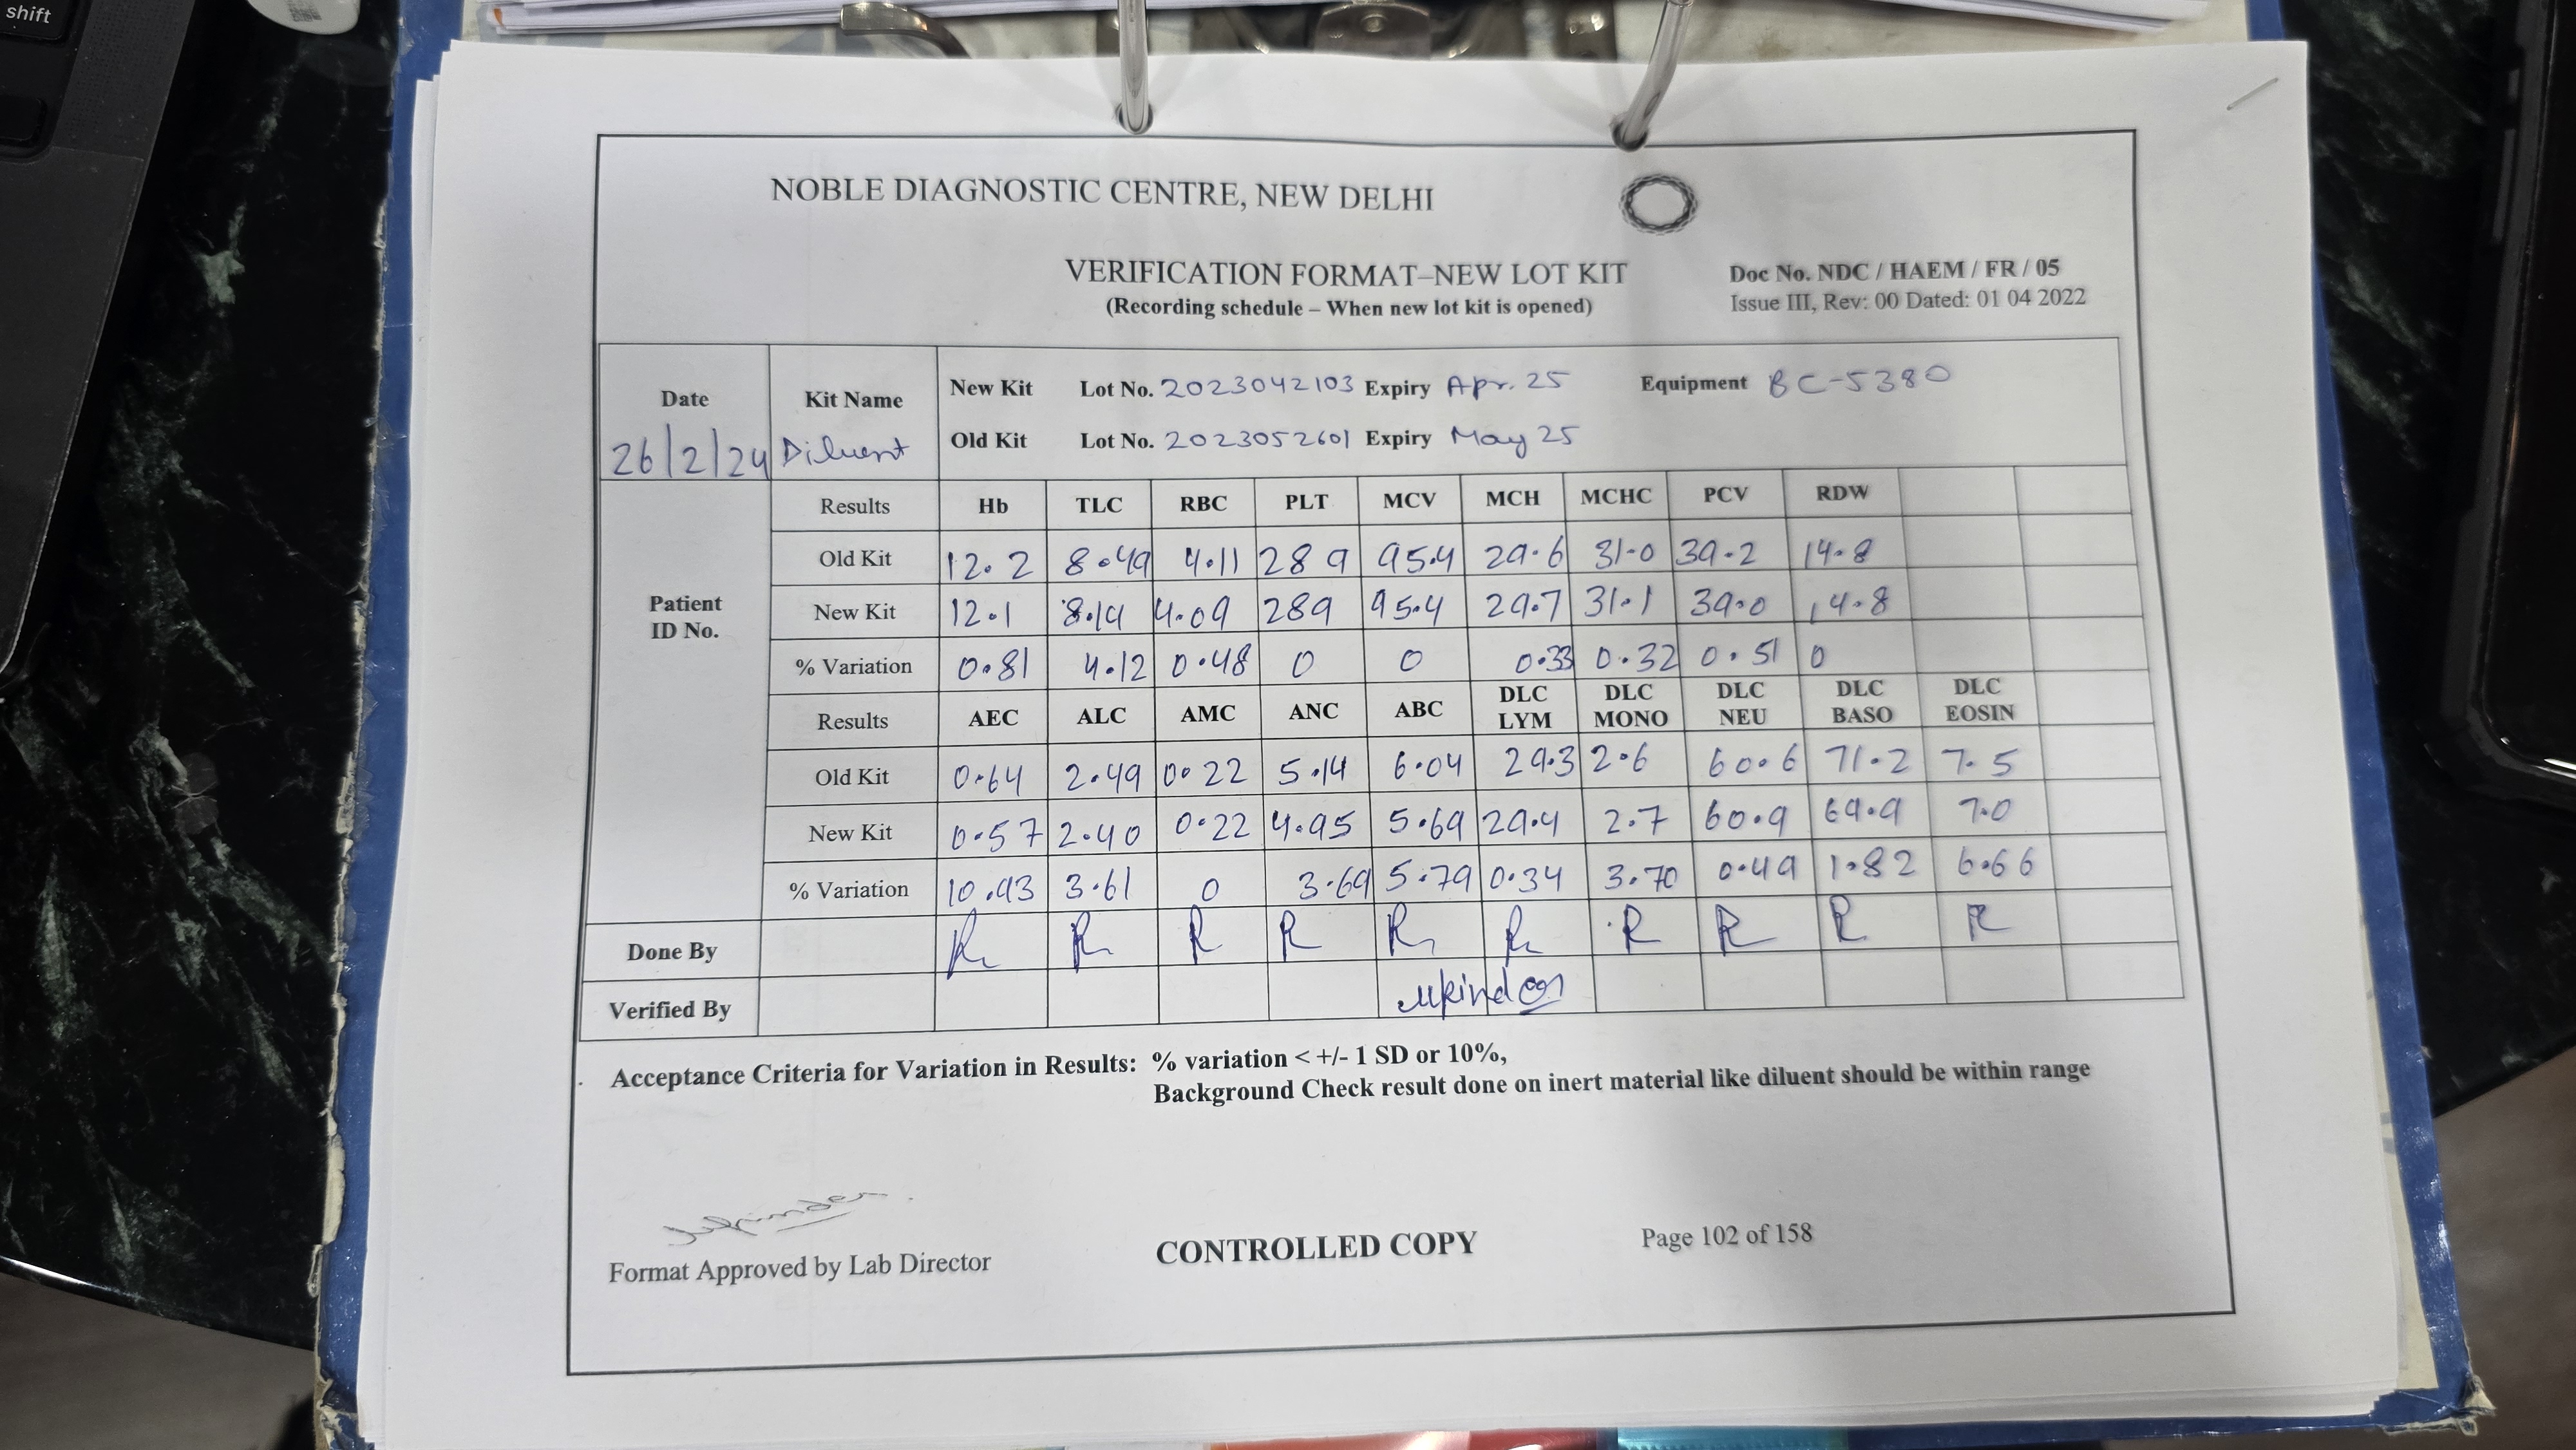 NOBLE DIAGNOSTIC CENTRE, NEW DELHI
VERIFICATION FORMAT–NEW LOT KIT
(Recording schedule – When new lot kit is opened)
Doc No. NDC / HAEM / FR / 05
Issue III, Rev: 00 Dated: 01 04 2022
Date Kit Name New Kit Lot No. 2023042103 Expiry Apr. 25 Equipment BC-5380
26/2/24 Diluent Old Kit Lot No. 2023052601 Expiry May 25
Patient ID No.
Results Hb TLC RBC PLT MCV MCH MCHC PCV RDW
Old Kit 12.2 8.49 4.11 289 95.4 29.6 31.0 39.2 14.8
New Kit 12.1 8.14 4.09 289 95.4 29.7 31.1 39.0 14.8
% Variation 0.81 4.12 0.48 0 0 0.33 0.32 0.51 0
Results AEC ALC AMC ANC ABC DLC LYM DLC MONO DLC NEU DLC BASO DLC EOSIN
Old Kit 0.64 2.49 0.22 5.14 6.04 29.3 2.6 60.6 71.2 7.5
New Kit 0.57 2.40 0.22 4.95 5.69 29.4 2.7 60.9 69.9 7.0
% Variation 10.93 3.61 0 3.69 5.79 0.34 3.70 0.49 1.82 6.66
Done By R R R R R R R R R R
Verified By
Acceptance Criteria for Variation in Results: % variation < +/- 1 SD or 10%,
Background Check result done on inert material like diluent should be within range
Format Approved by Lab Director
CONTROLLED COPY
Page 102 of 158
shift